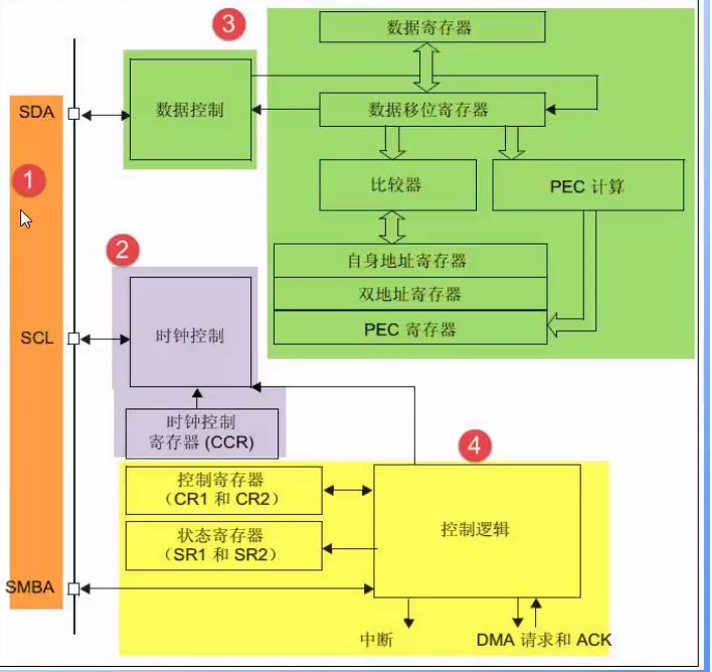 3
数据寄存器
SDA
数据控制
数据移位寄存器
1
比较器
PEC 计算
2
自身地址寄存器
双地址寄存器
SCL
时钟控制
PEC 寄存器
时钟控制
寄存器 (CCR)
4
控制寄存器
(CR1 和 CR2)
控制逻辑
状态寄存器
(SR1 和 SR2)
SMBA
中断
DMA 请求和 ACK